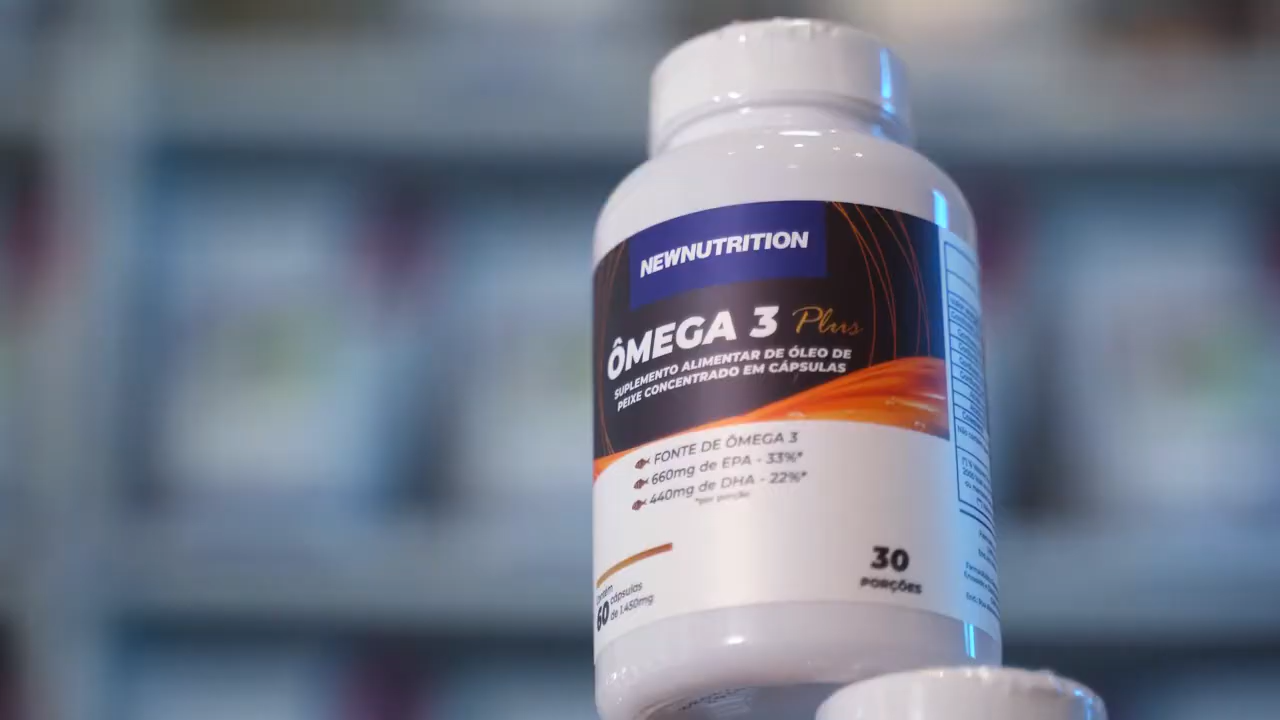 NEWNUTRITION
ÔMEGA 3 Plus
SUPLEMENTO ALIMENTAR DE ÓLEO DE
PEIXE CONCENTRADO EM CÁPSULAS
FONTE DE ÔMEGA 3
660mg de EPA - 33%*
440mg de DHA - 22%*
*por porção
Contém
60 cápsulas
de 1.450mg
30
PORÇÕES